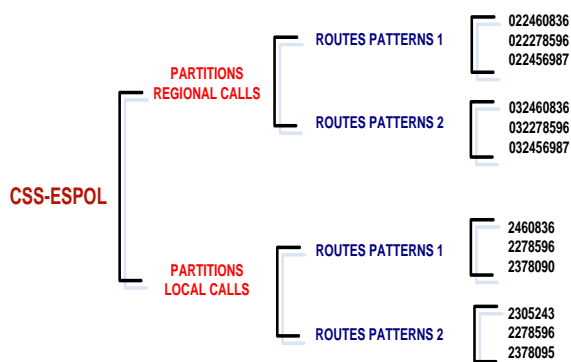 CSS-ESPOL
PARTITIONS
REGIONAL CALLS
ROUTES PATTERNS 1
022460836
022278596
022456987
ROUTES PATTERNS 2
032460836
032278596
032456987
PARTITIONS
LOCAL CALLS
ROUTES PATTERNS 1
2460836
2278596
2378090
ROUTES PATTERNS 2
2305243
2278596
2378095